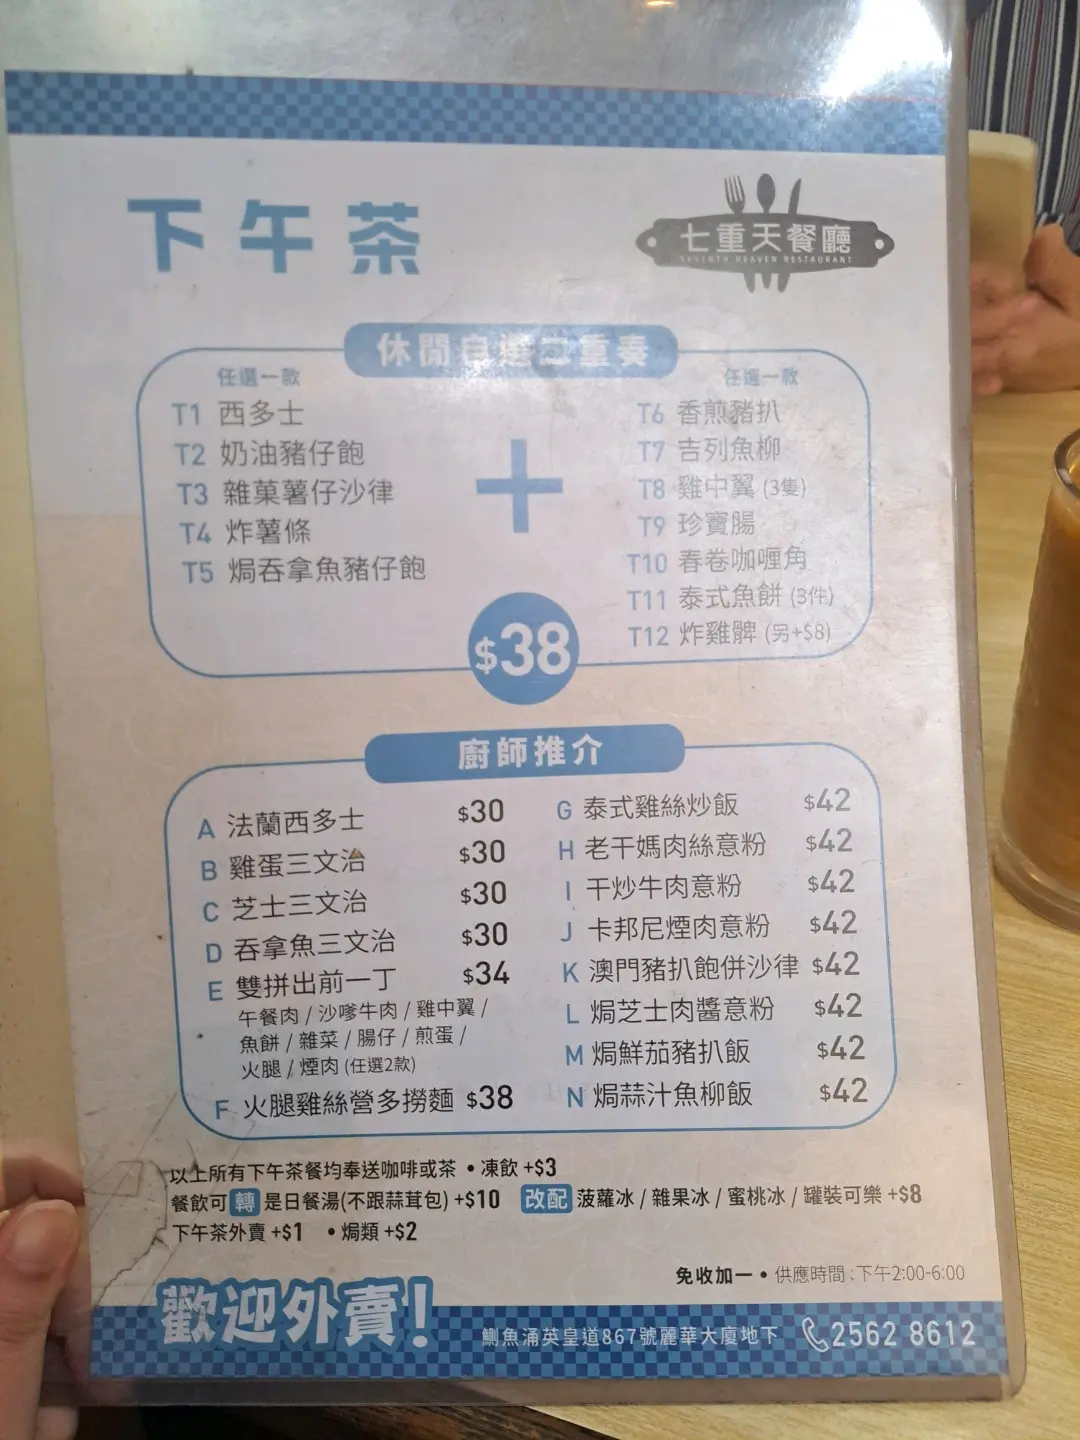 下午茶
七重天餐廳
SEVENTH HEAVEN RESTAURANT
休閒自選二重奏
任選一款
T1 西多士
T2 奶油豬仔飽
T3 雜菓薯仔沙律
T4 炸薯條
T5 焗吞拿魚豬仔飽
+
任選一款
T6 香煎豬扒
T7 吉列魚柳
T8 雞中翼 (3隻)
T9 珍寶腸
T10 春卷咖喱角
T11 泰式魚餅 (3件)
T12 炸雞髀 (另+$8)
$38
廚師推介
A 法蘭西多士 $30
B 雞蛋三文治 $30
C 芝士三文治 $30
D 吞拿魚三文治 $30
E 雙拼出前一丁 $34
午餐肉 / 沙嗲牛肉 / 雞中翼 /
魚餅 / 雜菜 / 腸仔 / 煎蛋 /
火腿 / 煙肉 (任選2款)
F 火腿雞絲營多撈麵 $38
G 泰式雞絲炒飯 $42
H 老干媽肉絲意粉 $42
I 干炒牛肉意粉 $42
J 卡邦尼煙肉意粉 $42
K 澳門豬扒飽併沙律 $42
L 焗芝士肉醬意粉 $42
M 焗鮮茄豬扒飯 $42
N 焗蒜汁魚柳飯 $42
以上所有下午茶餐均奉送咖啡或茶 • 凍飲 +$3
餐飲可 轉 是日餐湯(不跟蒜茸包) +$10 改配 菠蘿冰 / 雜果冰 / 蜜桃冰 / 罐裝可樂 +$8
下午茶外賣 +$1 • 焗類 +$2
免收加一 • 供應時間 : 下午2:00-6:00
歡迎外賣!
鰂魚涌英皇道867號麗華大廈地下 2562 8612